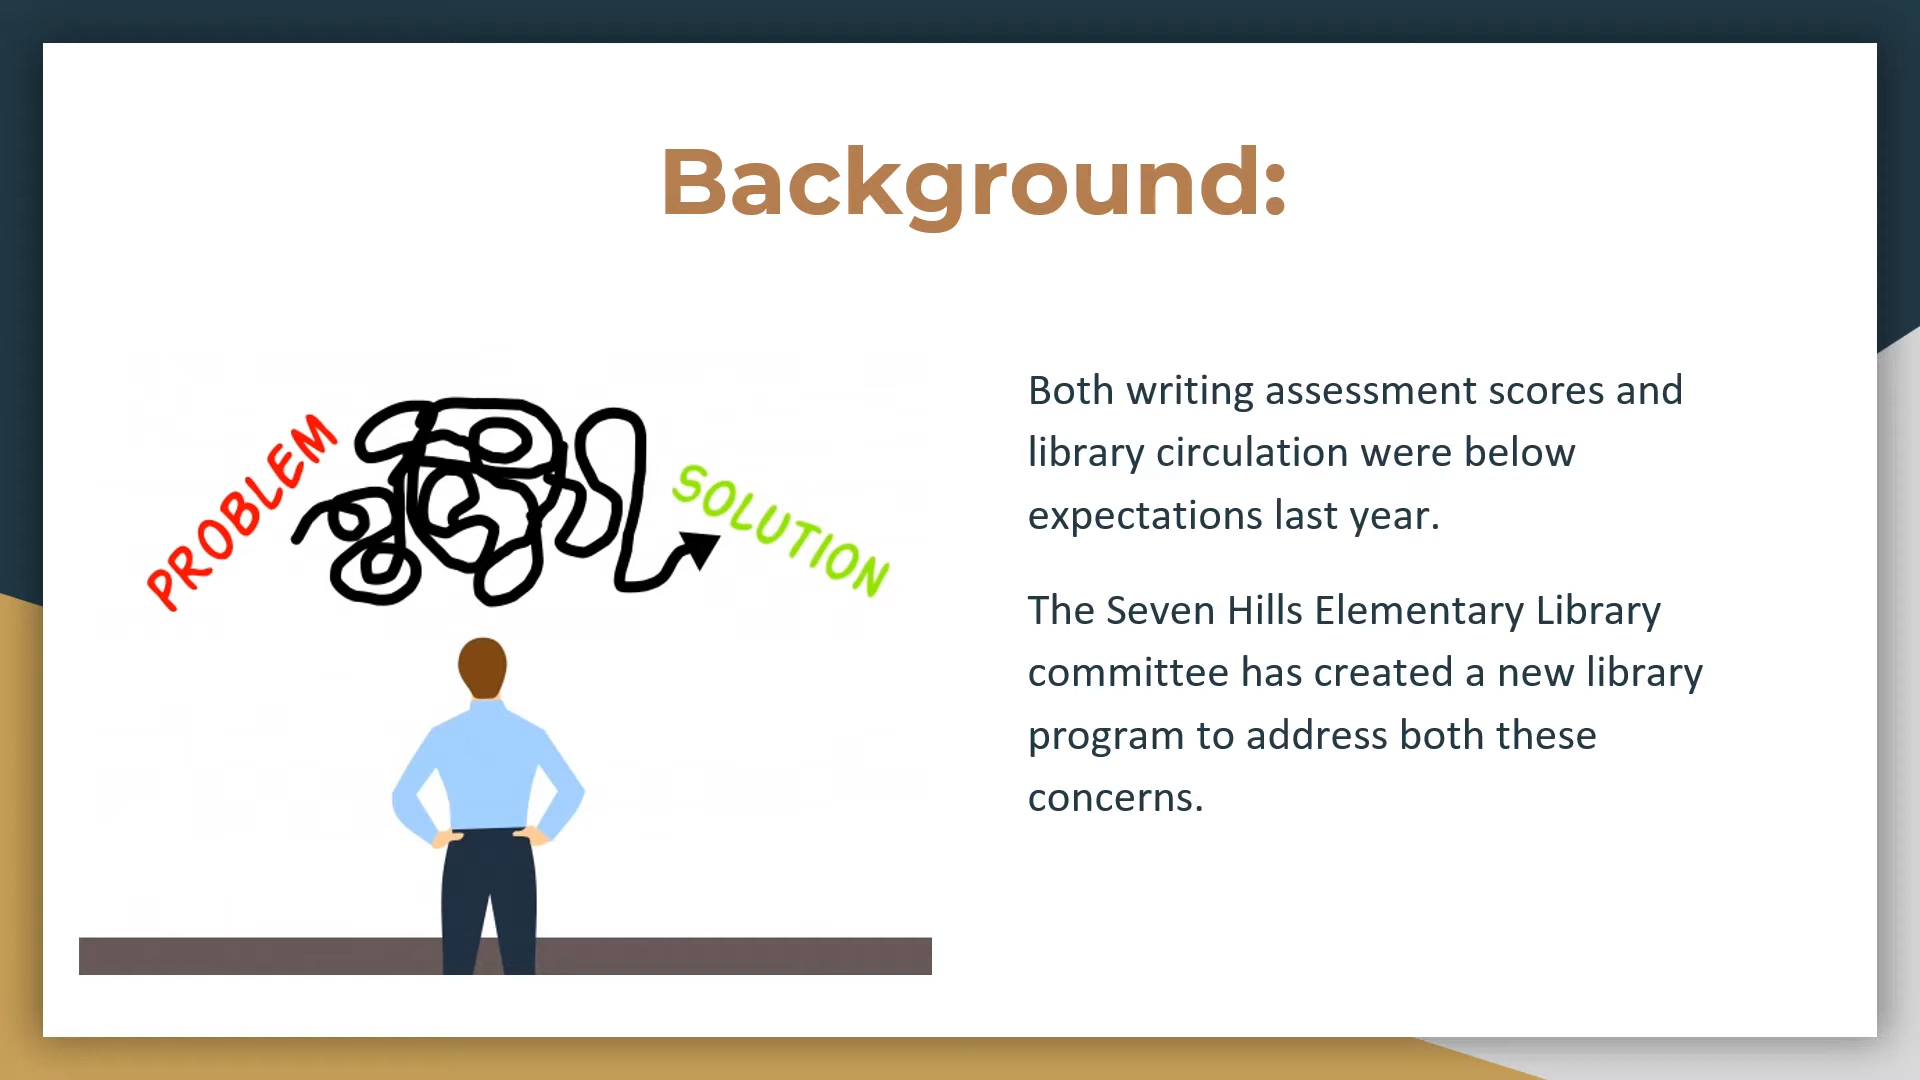 Background:
PROBLEM
SOLUTION
Both writing assessment scores and
library circulation were below
expectations last year.
The Seven Hills Elementary Library
committee has created a new library
program to address both these
concerns.